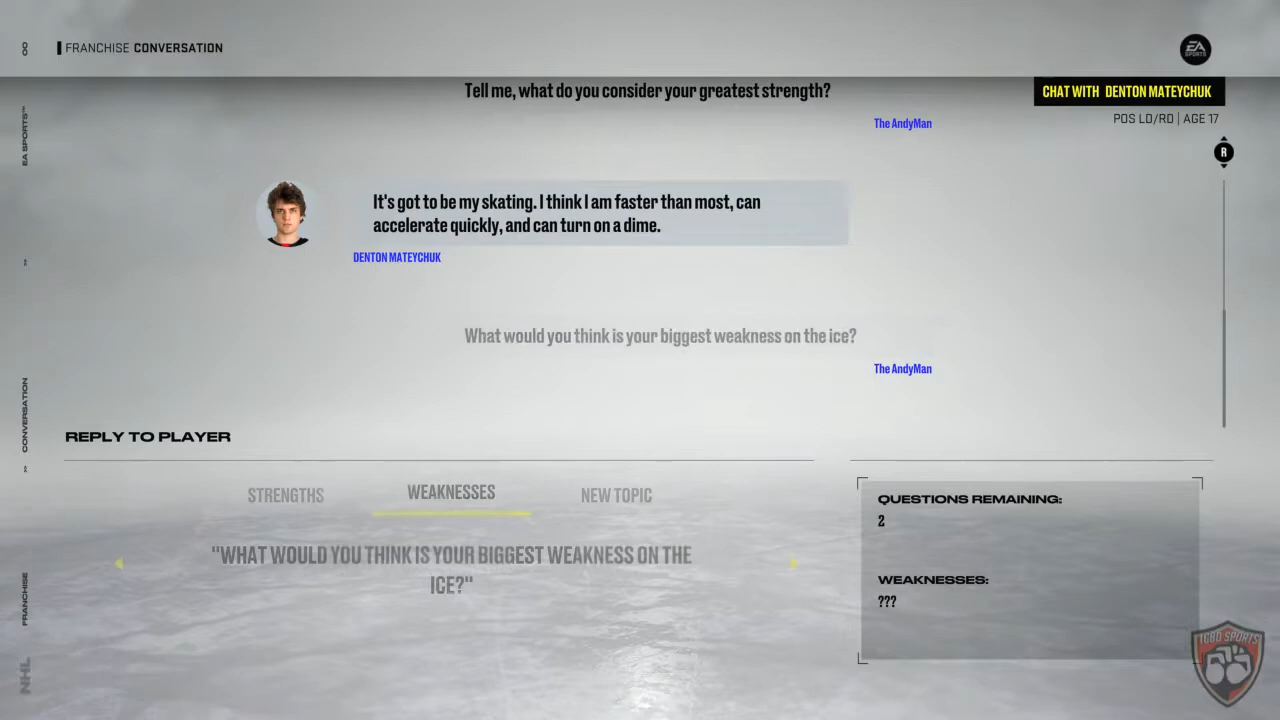 FRANCHISE CONVERSATION
EA SPORTS
Tell me, what do you consider your greatest strength?
CHAT WITH DENTON MATEYCHUK
The AndyMan
POS LD/RD | AGE 17
R
It's got to be my skating. I think I am faster than most, can
accelerate quickly, and can turn on a dime.
DENTON MATEYCHUK
What would you think is your biggest weakness on the ice?
The AndyMan
REPLY TO PLAYER
STRENGTHS
WEAKNESSES
NEW TOPIC
"WHAT WOULD YOU THINK IS YOUR BIGGEST WEAKNESS ON THE
ICE?"
QUESTIONS REMAINING:
2
WEAKNESSES:
???
EA SPORTS™
CONVERSATION
FRANCHISE
NHL
TGBD SPORTS